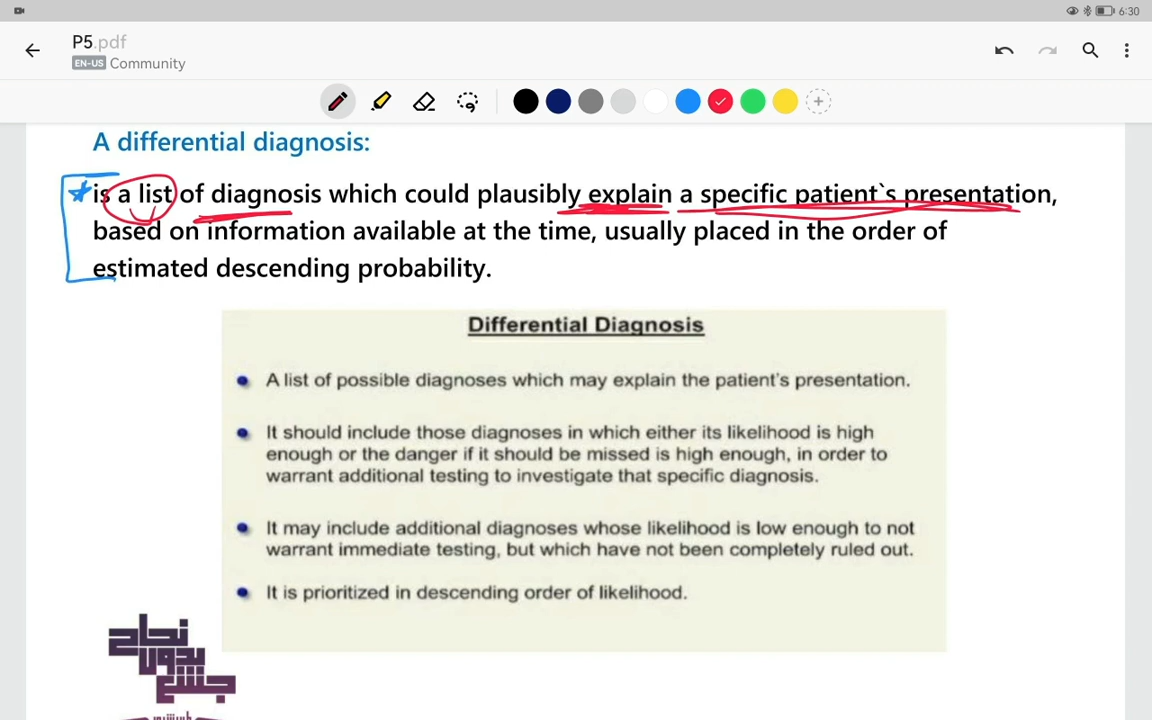 6:30
P5.pdf
EN-US Community
A differential diagnosis:
is a list of diagnosis which could plausibly explain a specific patient`s presentation,
based on information available at the time, usually placed in the order of
estimated descending probability.
Differential Diagnosis
A list of possible diagnoses which may explain the patient's presentation.
It should include those diagnoses in which either its likelihood is high
enough or the danger if it should be missed is high enough, in order to
warrant additional testing to investigate that specific diagnosis.
It may include additional diagnoses whose likelihood is low enough to not
warrant immediate testing, but which have not been completely ruled out.
It is prioritized in descending order of likelihood.
نجاح
بدون